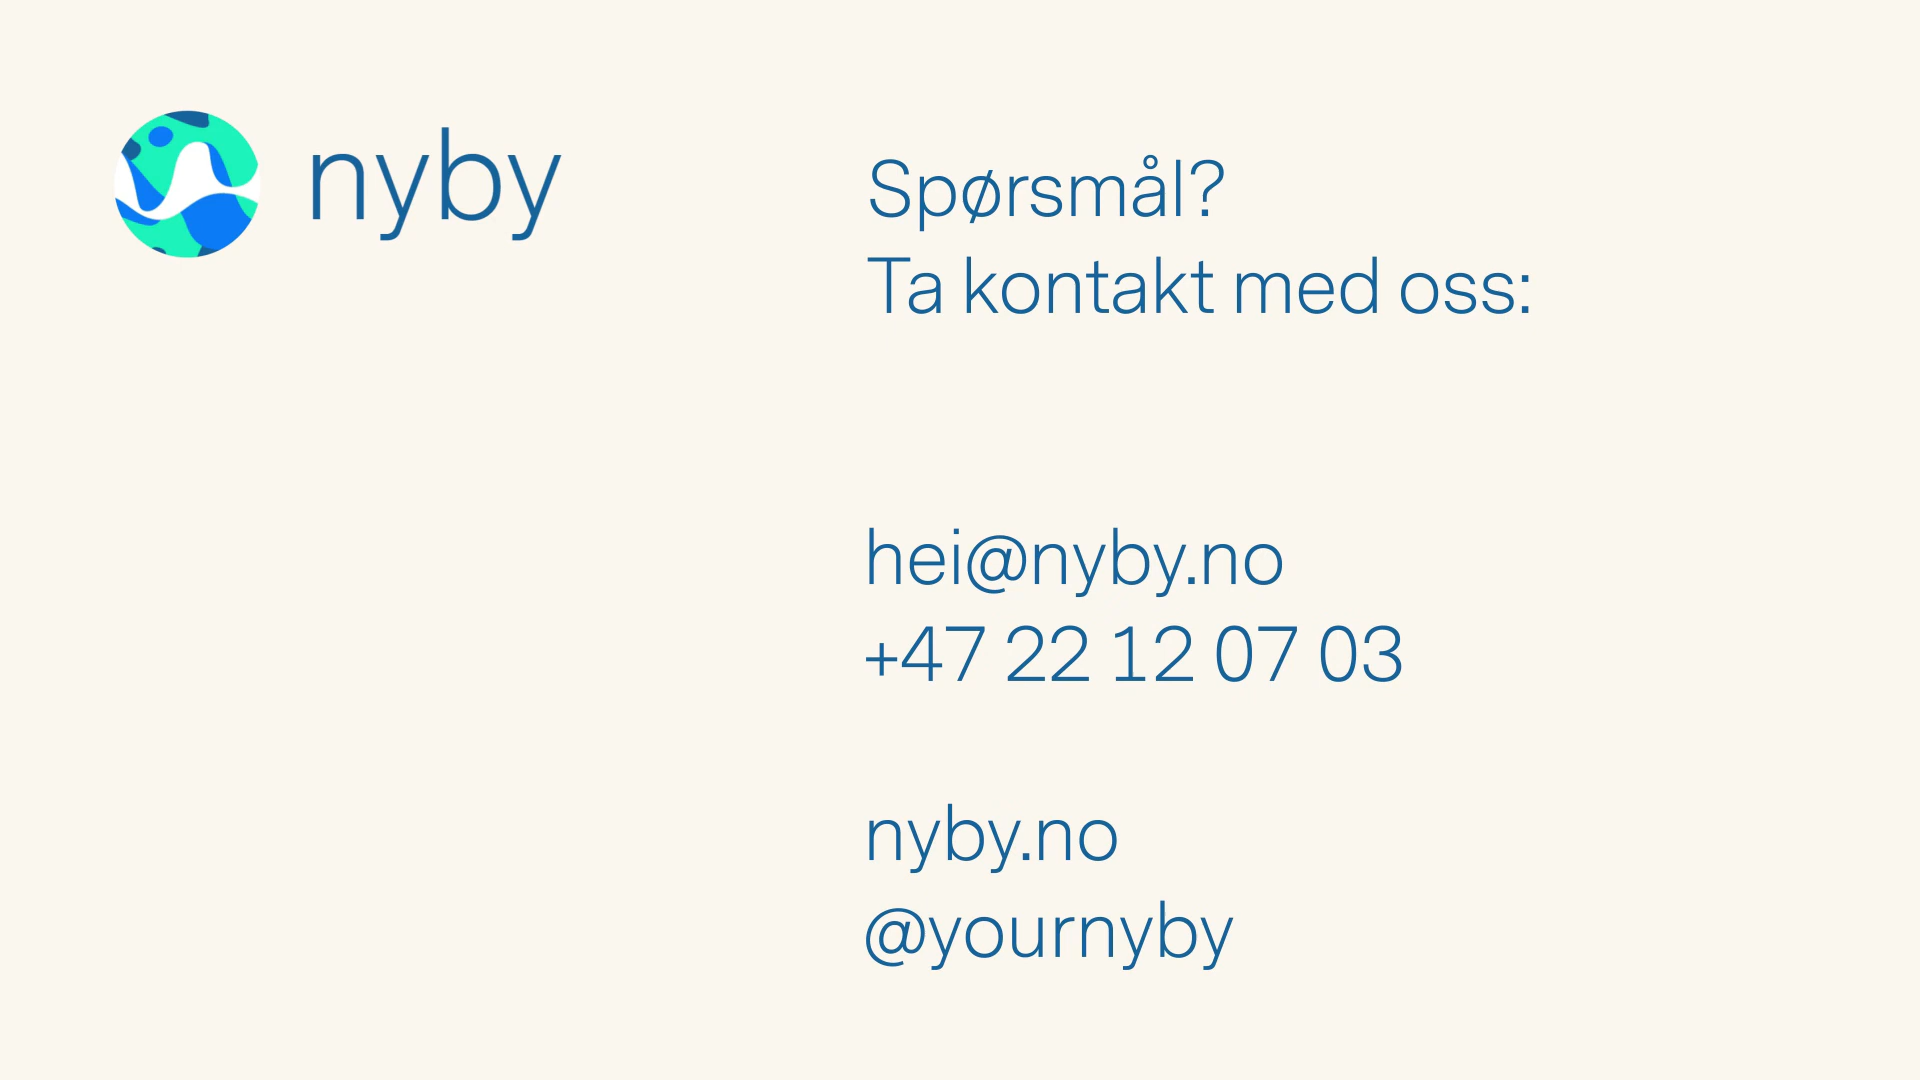 nyby
Spørsmål?
Ta kontakt med oss:
hei@nyby.no
+47 22 12 07 03
nyby.no
@yournyby